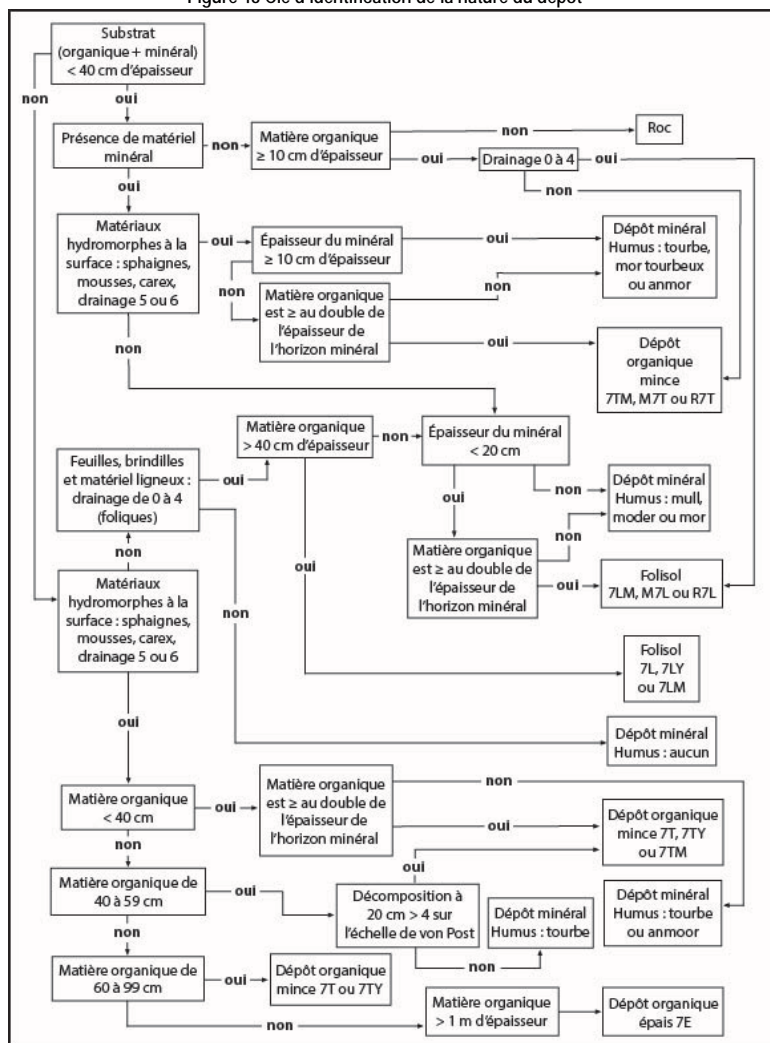 Substrat
(organique + minéral)
< 40 cm d'épaisseur
non
oui
Présence de matériel
minéral
non
Matière organique
≥ 10 cm d'épaisseur
non
Roc
oui
Drainage 0 à 4
oui
non
oui
Matériaux
hydromorphes à la
surface : sphaignes,
mousses, carex,
drainage 5 ou 6
oui
Épaisseur du minéral
≥ 10 cm d'épaisseur
oui
Dépôt minéral
Humus : tourbe,
mor tourbeux
ou anmor
non
Matière organique
est ≥ au double de
l'épaisseur de
l'horizon minéral
non
oui
Dépôt
organique
mince
7TM, M7T ou R7T
non
Matière organique
> 40 cm d'épaisseur
non
Épaisseur du minéral
< 20 cm
Feuilles, brindilles
et matériel ligneux :
drainage de 0 à 4
(foliques)
oui
non
Dépôt minéral
Humus : mull,
moder ou mor
oui
non
Matière organique
est ≥ au double de
l'épaisseur de
l'horizon minéral
oui
Folisol
7LM, M7L ou R7L
non
Matériaux
hydromorphes à la
surface : sphaignes,
mousses, carex,
drainage 5 ou 6
oui
non
Folisol
7L, 7LY
ou 7LM
oui
Dépôt minéral
Humus : aucun
Matière organique
< 40 cm
oui
Matière organique
est ≥ au double de
l'épaisseur de
l'horizon minéral
non
oui
Dépôt organique
mince 7T, 7TY
ou 7TM
non
oui
Matière organique de
40 à 59 cm
oui
Décomposition à
20 cm > 4 sur
l'échelle de von Post
Dépôt minéral
Humus : tourbe
Dépôt minéral
Humus : tourbe
ou anmoor
non
non
Matière organique de
60 à 99 cm
oui
Dépôt organique
mince 7T ou 7TY
non
Matière organique
> 1 m d'épaisseur
Dépôt organique
épais 7E